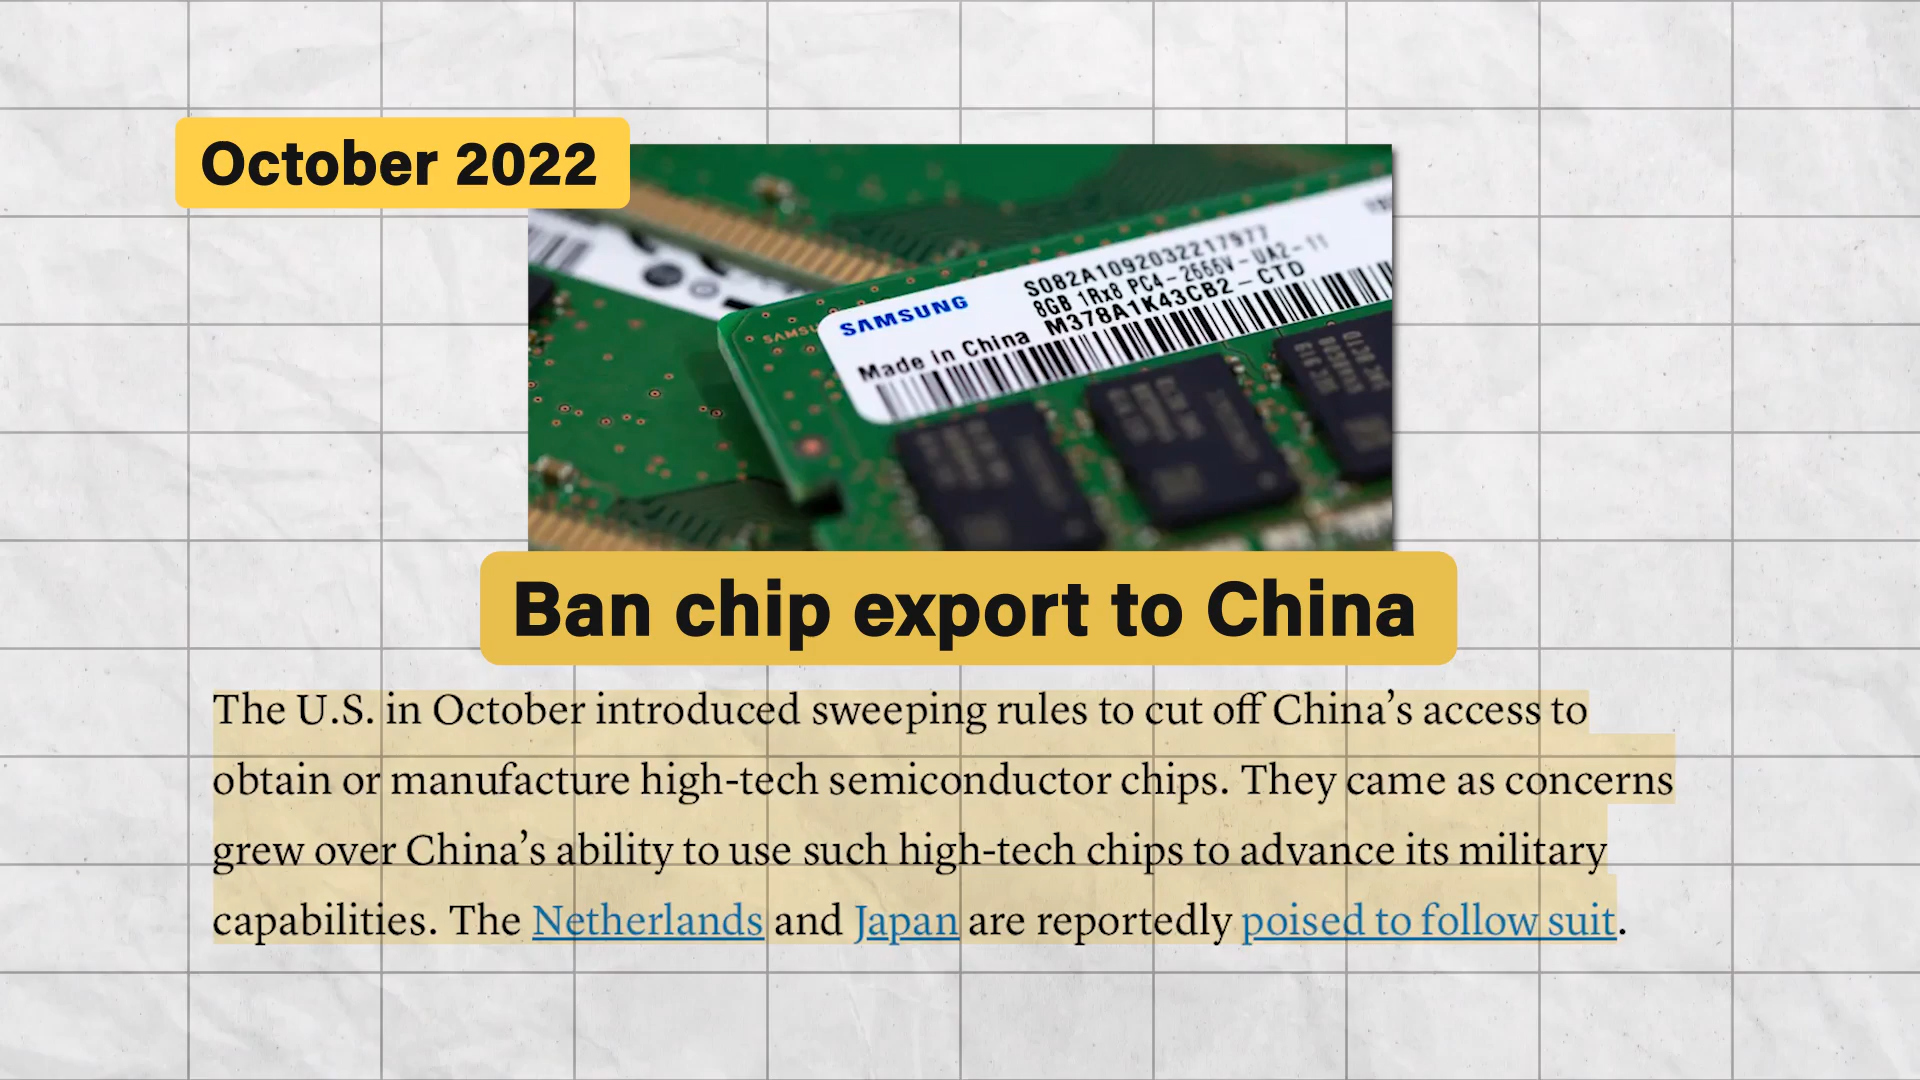 October 2022
S082A1092032217977
8GB 1Rx8 PC4-2666V-UA2-11
SAMSUNG
M378A1K43CB2-CTD
Made in China
Ban chip export to China
The U.S. in October introduced sweeping rules to cut off China’s access to
obtain or manufacture high-tech semiconductor chips. They came as concerns
grew over China’s ability to use such high-tech chips to advance its military
capabilities. The Netherlands and Japan are reportedly poised to follow suit.